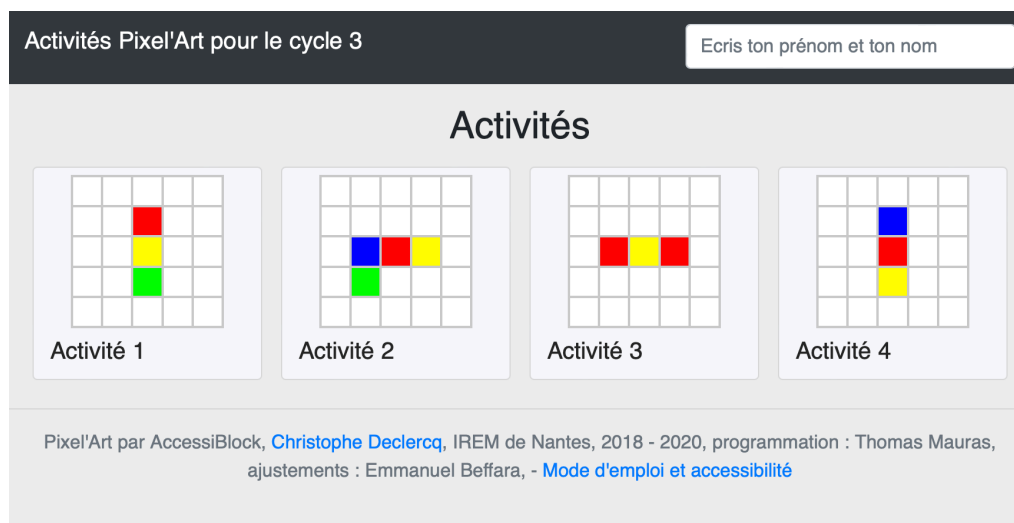 Activités Pixel'Art pour le cycle 3
Ecris ton prénom et ton nom
Activités
Activité 1
Activité 2
Activité 3
Activité 4
Pixel'Art par AccessiBlock, Christophe Declercq, IREM de Nantes, 2018 - 2020, programmation : Thomas Mauras,
ajustements : Emmanuel Beffara, - Mode d'emploi et accessibilité